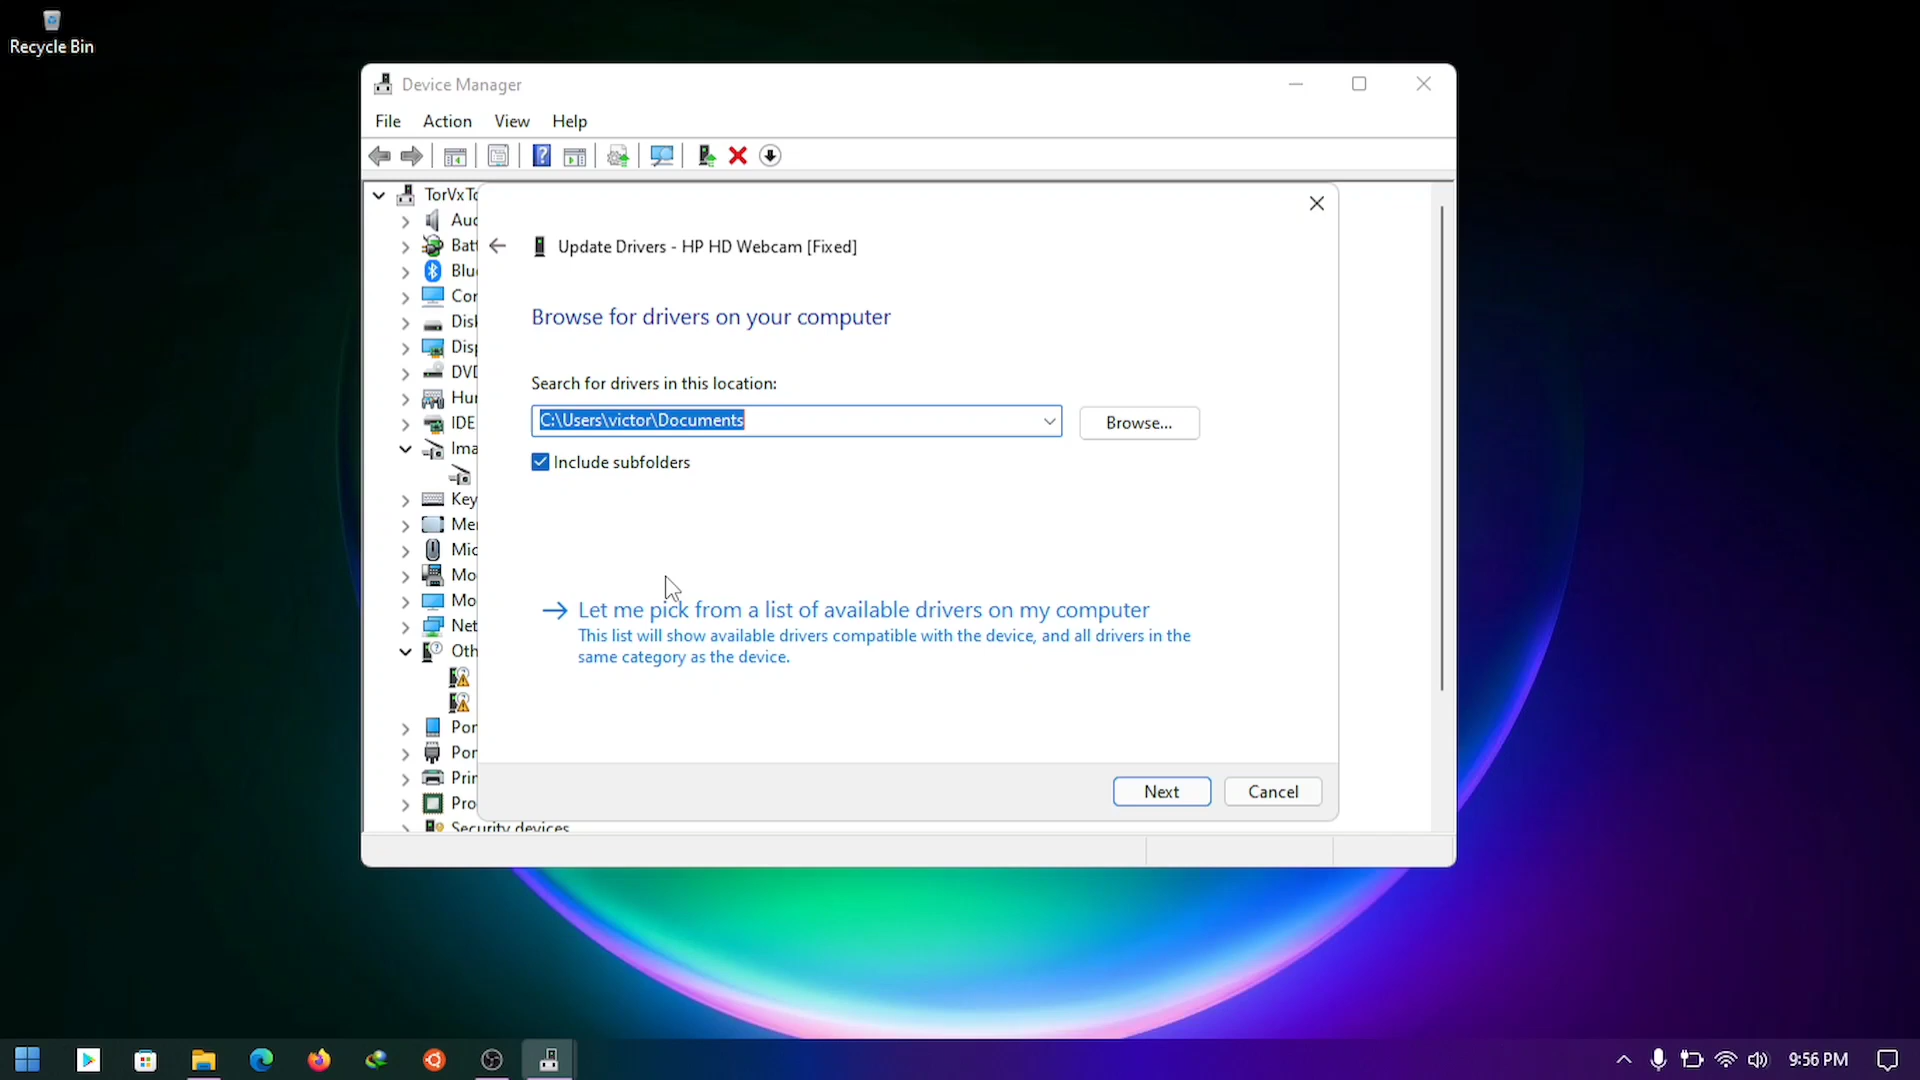 Recycle Bin
Device Manager
File Action View Help
TorVxTo
Aud
Batt
Blue
Cor
Disk
Disp
DVD
Hur
IDE
Ima
Key
Mer
Mic
Mo
Mo
Net
Oth
Por
Por
Prin
Pro
Security devices
Update Drivers - HP HD Webcam [Fixed]
Browse for drivers on your computer
Search for drivers in this location:
C:\Users\victor\Documents
Browse...
Include subfolders
Let me pick from a list of available drivers on my computer
This list will show available drivers compatible with the device, and all drivers in the
same category as the device.
Next Cancel
9:56 PM